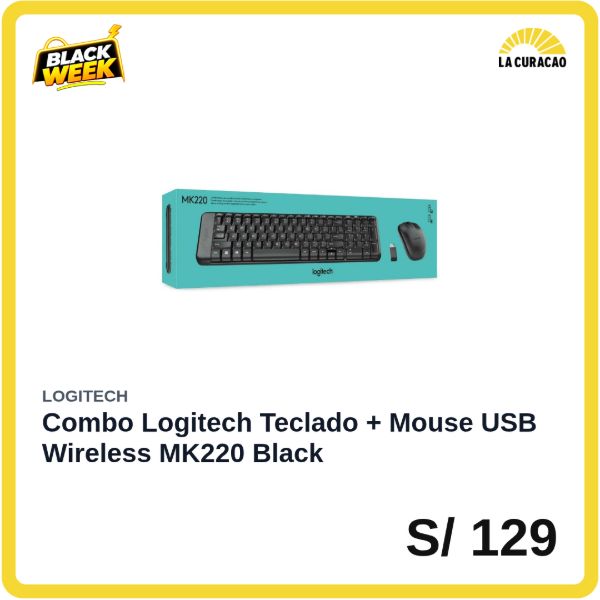 BLACK
WEEK
LA CURACAO
MK220
logitech
LOGITECH
Combo Logitech Teclado + Mouse USB
Wireless MK220 Black
S/ 129